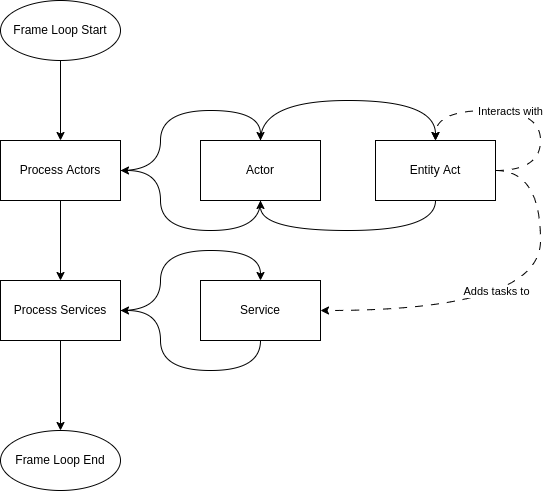 Frame Loop Start
Interacts with
Process Actors
Actor
Entity Act
Adds tasks to
Process Services
Service
Frame Loop End